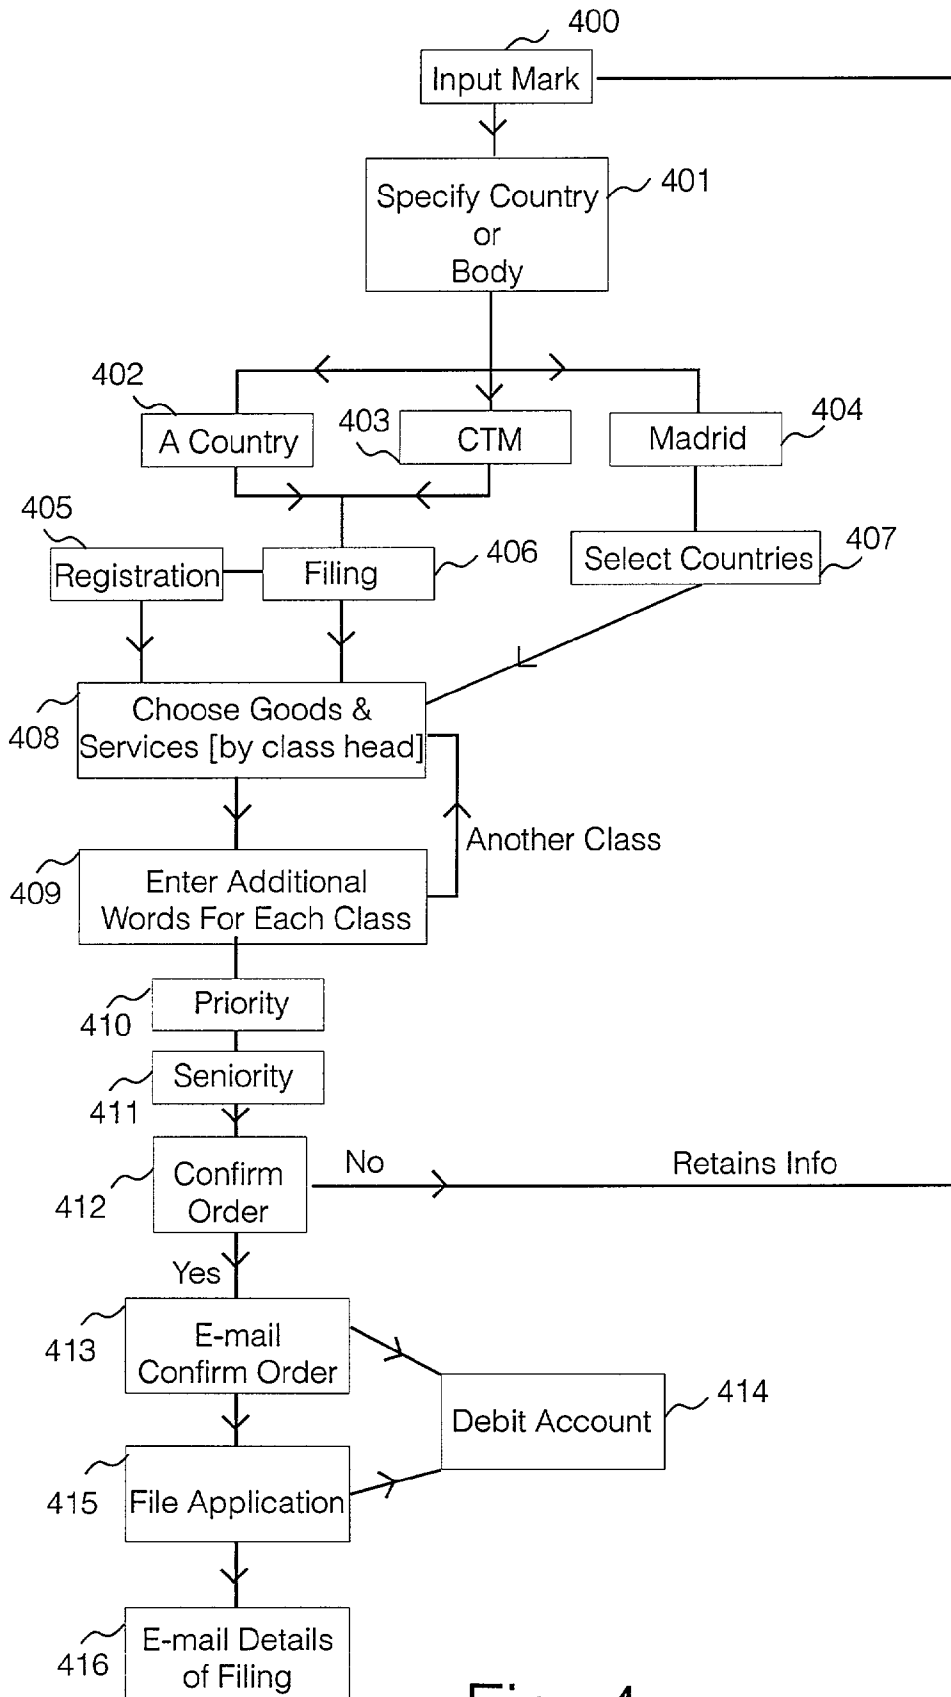 400
Input Mark
401
Specify Country
or
Body
402
A Country
403
CTM
404
Madrid
405
Registration
406
Filing
407
Select Countries
408
Choose Goods &
Services [by class head]
Another Class
409
Enter Additional
Words For Each Class
410
Priority
411
Seniority
412
Confirm
Order
No
Retains Info
Yes
413
E-mail
Confirm Order
414
Debit Account
415
File Application
416
E-mail Details
of Filing